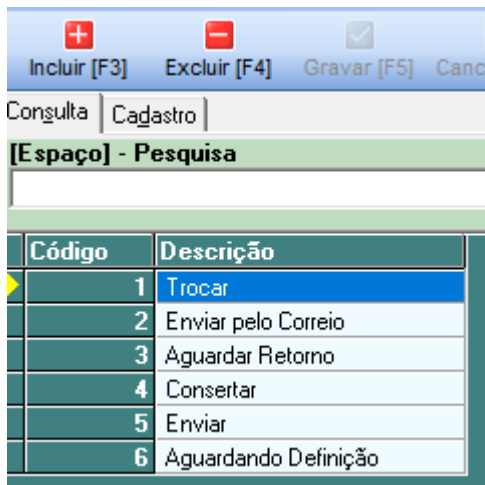 Incluir [F3] Excluir [F4] Gravar [F5] Canc
Consulta Cadastro
[Espaço] - Pesquisa
Código Descrição
1 Trocar
2 Enviar pelo Correio
3 Aguardar Retorno
4 Consertar
5 Enviar
6 Aguardando Definição